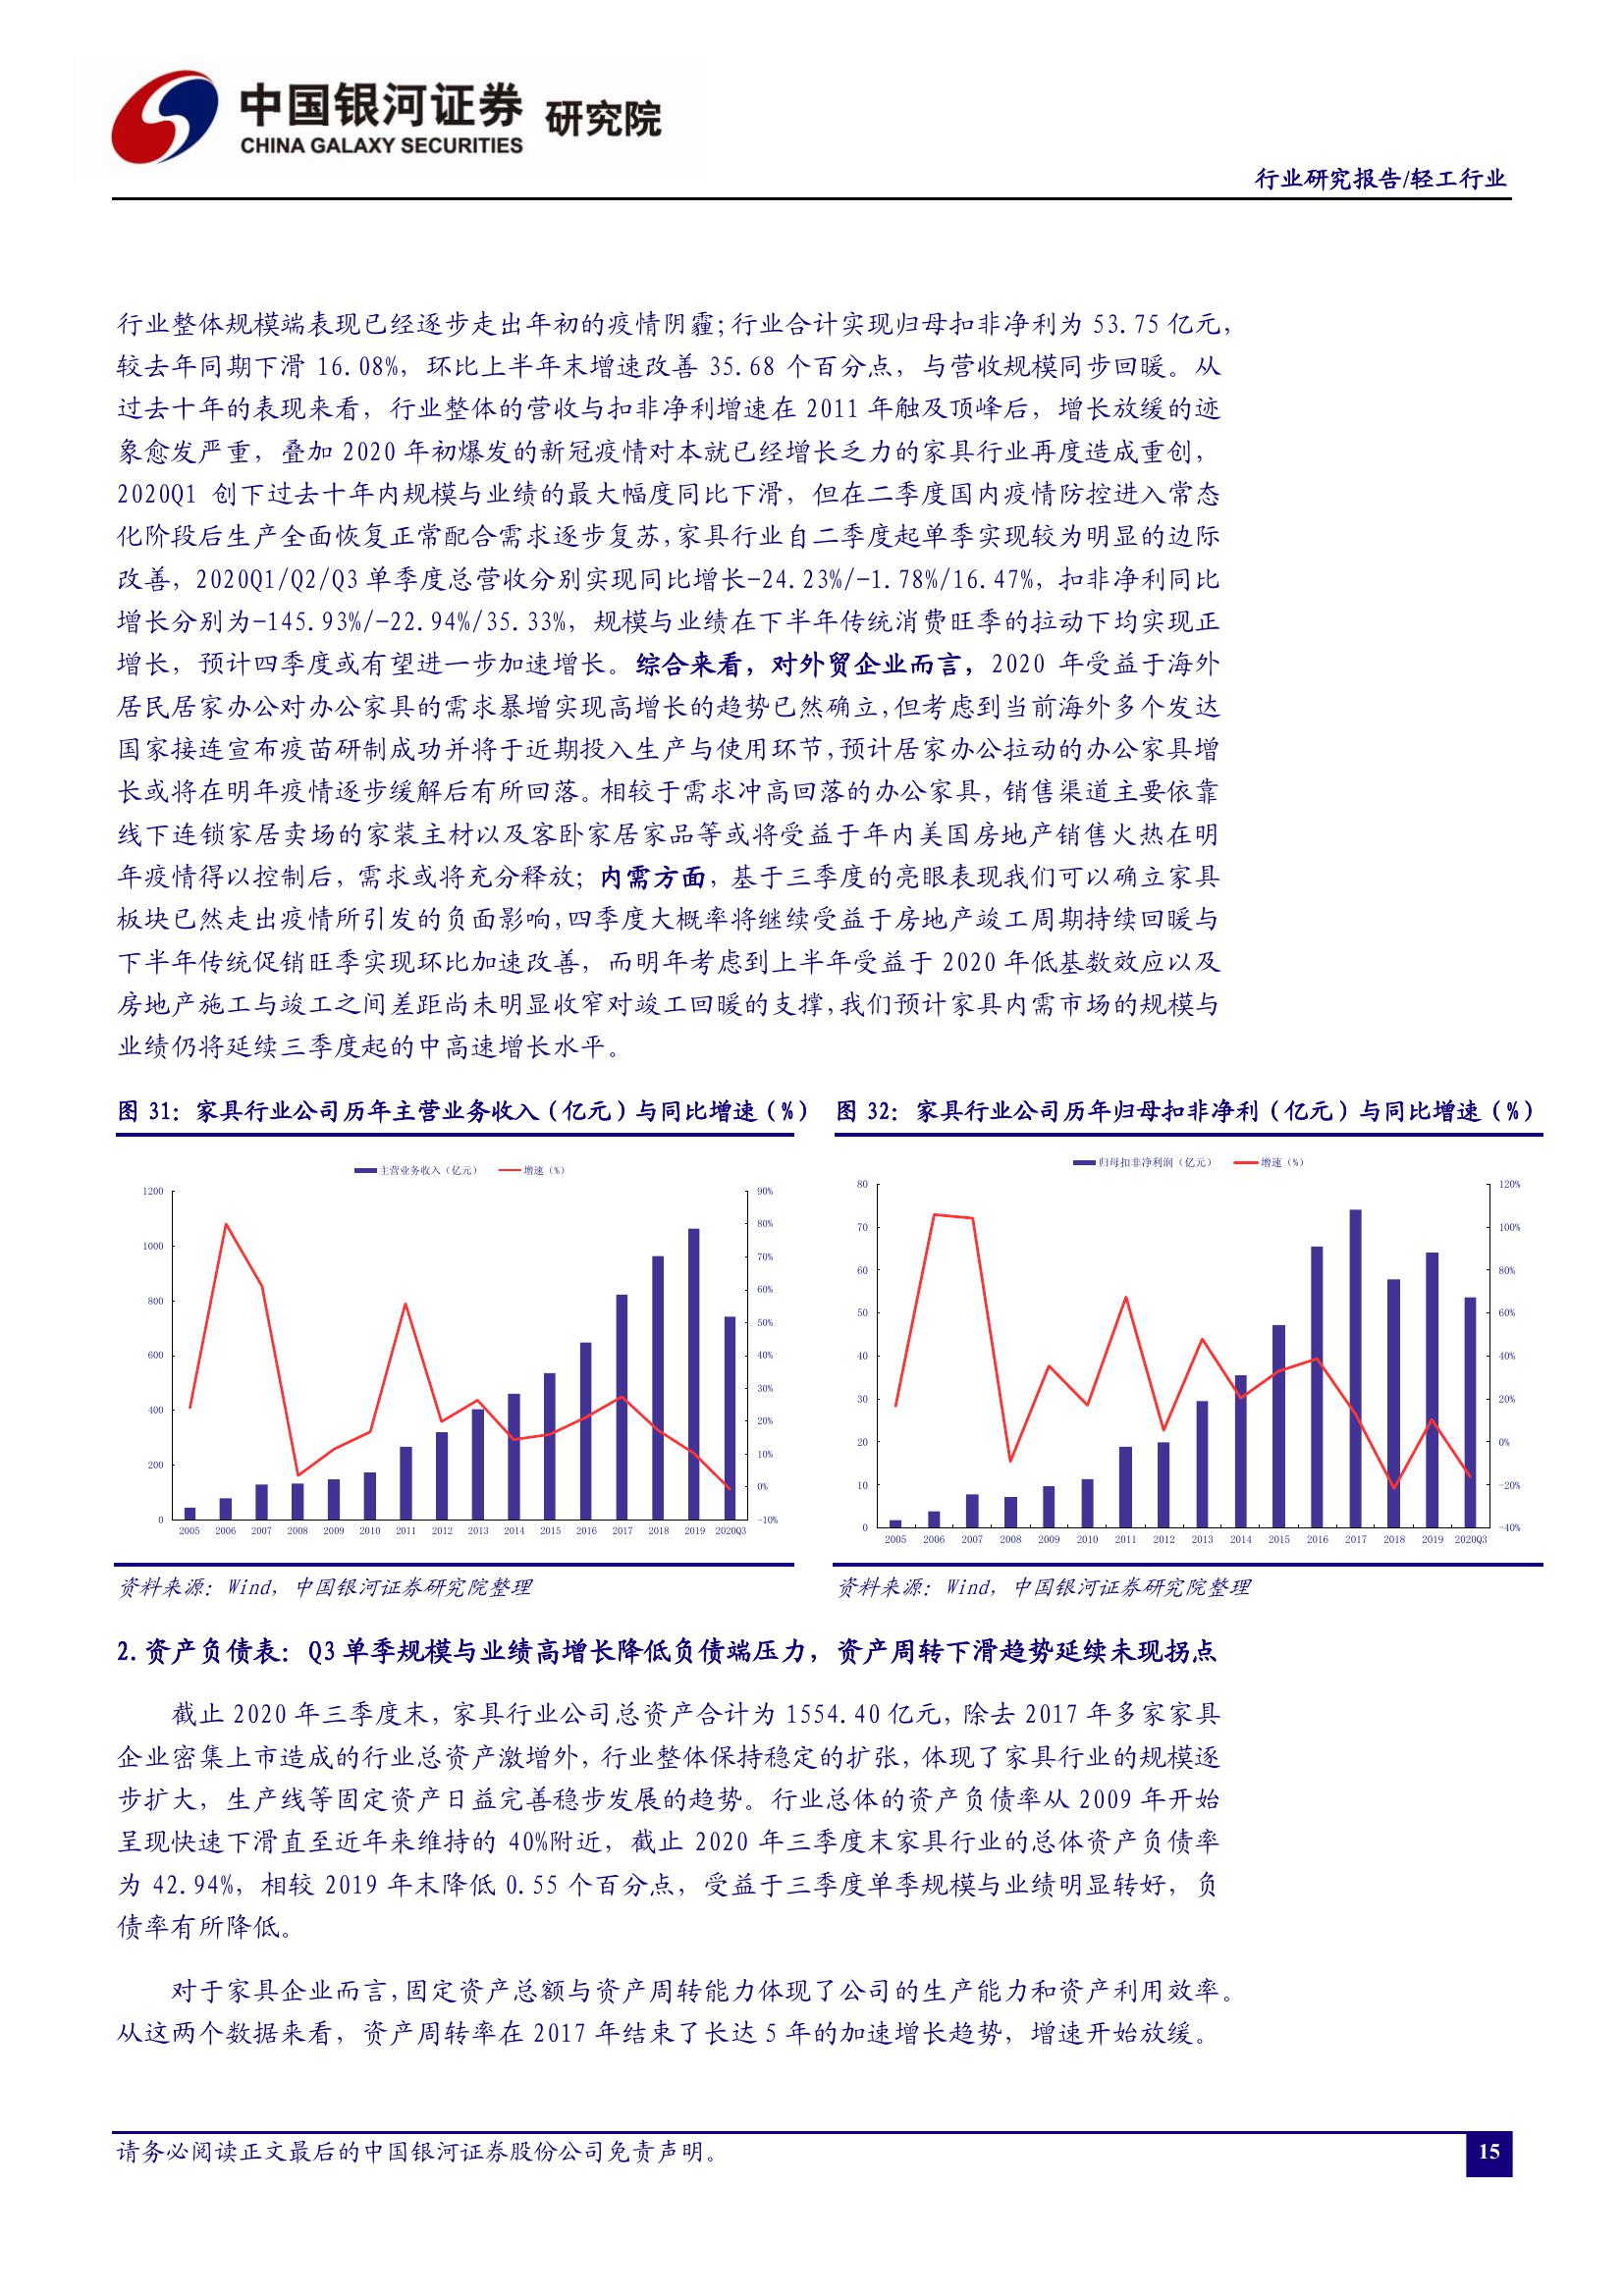 中国银河证券 研究院
CHINA GALAXY SECURITIES
行业研究报告/轻工行业
行业整体规模端表现已经逐步走出年初的疫情阴霾;行业合计实现归母扣非净利为 53.75 亿元，
较去年同期下滑 16.08%，环比上半年末增速改善 35.68 个百分点，与营收规模同步回暖。从
过去十年的表现来看，行业整体的营收与扣非净利增速在 2011 年触及顶峰后，增长放缓的迹
象愈发严重，叠加 2020 年初爆发的新冠疫情对本就已经增长乏力的家具行业再度造成重创，
2020Q1 创下过去十年内规模与业绩的最大幅度同比下滑，但在二季度国内疫情防控进入常态
化阶段后生产全面恢复正常配合需求逐步复苏,家具行业自二季度起单季实现较为明显的边际
改善，2020Q1/Q2/Q3 单季度总营收分别实现同比增长-24.23%/-1.78%/16.47%，扣非净利同比
增长分别为-145.93%/-22.94%/35.33%，规模与业绩在下半年传统消费旺季的拉动下均实现正
增长，预计四季度或有望进一步加速增长。综合来看，对外贸企业而言，2020 年受益于海外
居民居家办公对办公家具的需求暴增实现高增长的趋势已然确立,但考虑到当前海外多个发达
国家接连宣布疫苗研制成功并将于近期投入生产与使用环节,预计居家办公拉动的办公家具增
长或将在明年疫情逐步缓解后有所回落。相较于需求冲高回落的办公家具，销售渠道主要依靠
线下连锁家居卖场的家装主材以及客卧家居家品等或将受益于年内美国房地产销售火热在明
年疫情得以控制后，需求或将充分释放；内需方面，基于三季度的亮眼表现我们可以确立家具
板块已然走出疫情所引发的负面影响,四季度大概率将继续受益于房地产竣工周期持续回暖与
下半年传统促销旺季实现环比加速改善，而明年考虑到上半年受益于 2020 年低基数效应以及
房地产施工与竣工之间差距尚未明显收窄对竣工回暖的支撑,我们预计家具内需市场的规模与
业绩仍将延续三季度起的中高速增长水平。
图 31：家具行业公司历年主营业务收入（亿元）与同比增速（%）
主营业务收入（亿元） 增速（%）
1200
1000
800
600
400
200
0
90%
80%
70%
60%
50%
40%
30%
20%
10%
0%
-10%
2005 2006 2007 2008 2009 2010 2011 2012 2013 2014 2015 2016 2017 2018 2019 2020Q3
资料来源：Wind，中国银河证券研究院整理
图 32：家具行业公司历年归母扣非净利（亿元）与同比增速（%）
归母扣非净利润（亿元） 增速（%）
80
70
60
50
40
30
20
10
0
120%
100%
80%
60%
40%
20%
0%
-20%
-40%
2005 2006 2007 2008 2009 2010 2011 2012 2013 2014 2015 2016 2017 2018 2019 2020Q3
资料来源：Wind，中国银河证券研究院整理
2.资产负债表：Q3 单季规模与业绩高增长降低负债端压力，资产周转下滑趋势延续未现拐点
截止 2020 年三季度末，家具行业公司总资产合计为 1554.40 亿元，除去 2017 年多家家具
企业密集上市造成的行业总资产激增外，行业整体保持稳定的扩张，体现了家具行业的规模逐
步扩大，生产线等固定资产日益完善稳步发展的趋势。行业总体的资产负债率从 2009 年开始
呈现快速下滑直至近年来维持的 40%附近，截止 2020 年三季度末家具行业的总体资产负债率
为 42.94%，相较 2019 年末降低 0.55 个百分点，受益于三季度单季规模与业绩明显转好，负
债率有所降低。
对于家具企业而言,固定资产总额与资产周转能力体现了公司的生产能力和资产利用效率。
从这两个数据来看，资产周转率在 2017 年结束了长达 5 年的加速增长趋势，增速开始放缓。
请务必阅读正文最后的中国银河证券股份公司免责声明。
15